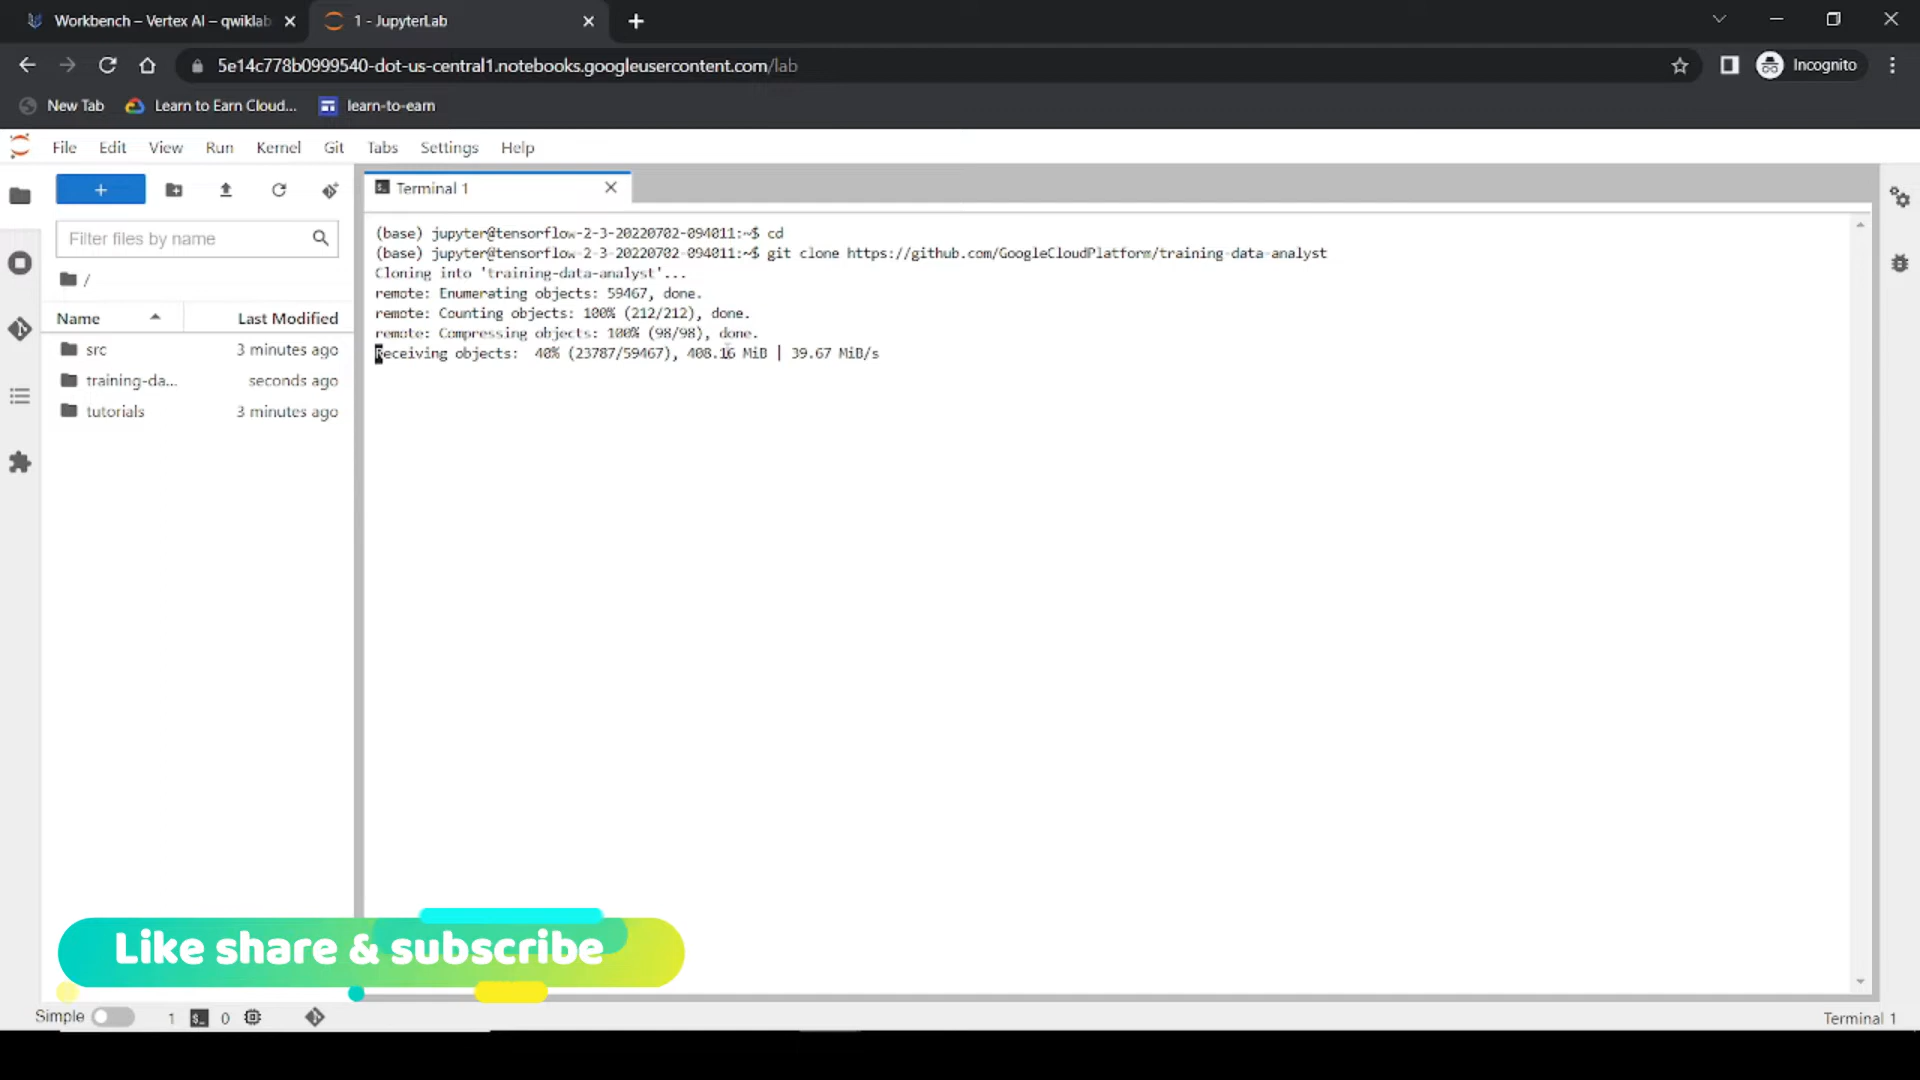 Workbench – Vertex AI – qwiklab
1 - JupyterLab
5e14c778b0999540-dot-us-central1.notebooks.googleusercontent.com/lab
Incognito
New Tab
Learn to Earn Cloud...
learn-to-earn
File Edit View Run Kernel Git Tabs Settings Help
Terminal 1
Filter files by name
/
Name
Last Modified
src
3 minutes ago
training-da...
seconds ago
tutorials
3 minutes ago
(base) jupyter@tensorflow-2-3-20220702-094011:~$ cd
(base) jupyter@tensorflow-2-3-20220702-094011:~$ git clone https://github.com/GoogleCloudPlatform/training-data-analyst
Cloning into 'training-data-analyst'...
remote: Enumerating objects: 59467, done.
remote: Counting objects: 100% (212/212), done.
remote: Compressing objects: 100% (98/98), done.
Receiving objects:  40% (23787/59467), 408.16 MiB | 39.67 MiB/s
Like share & subscribe
Simple
1
0
Terminal 1